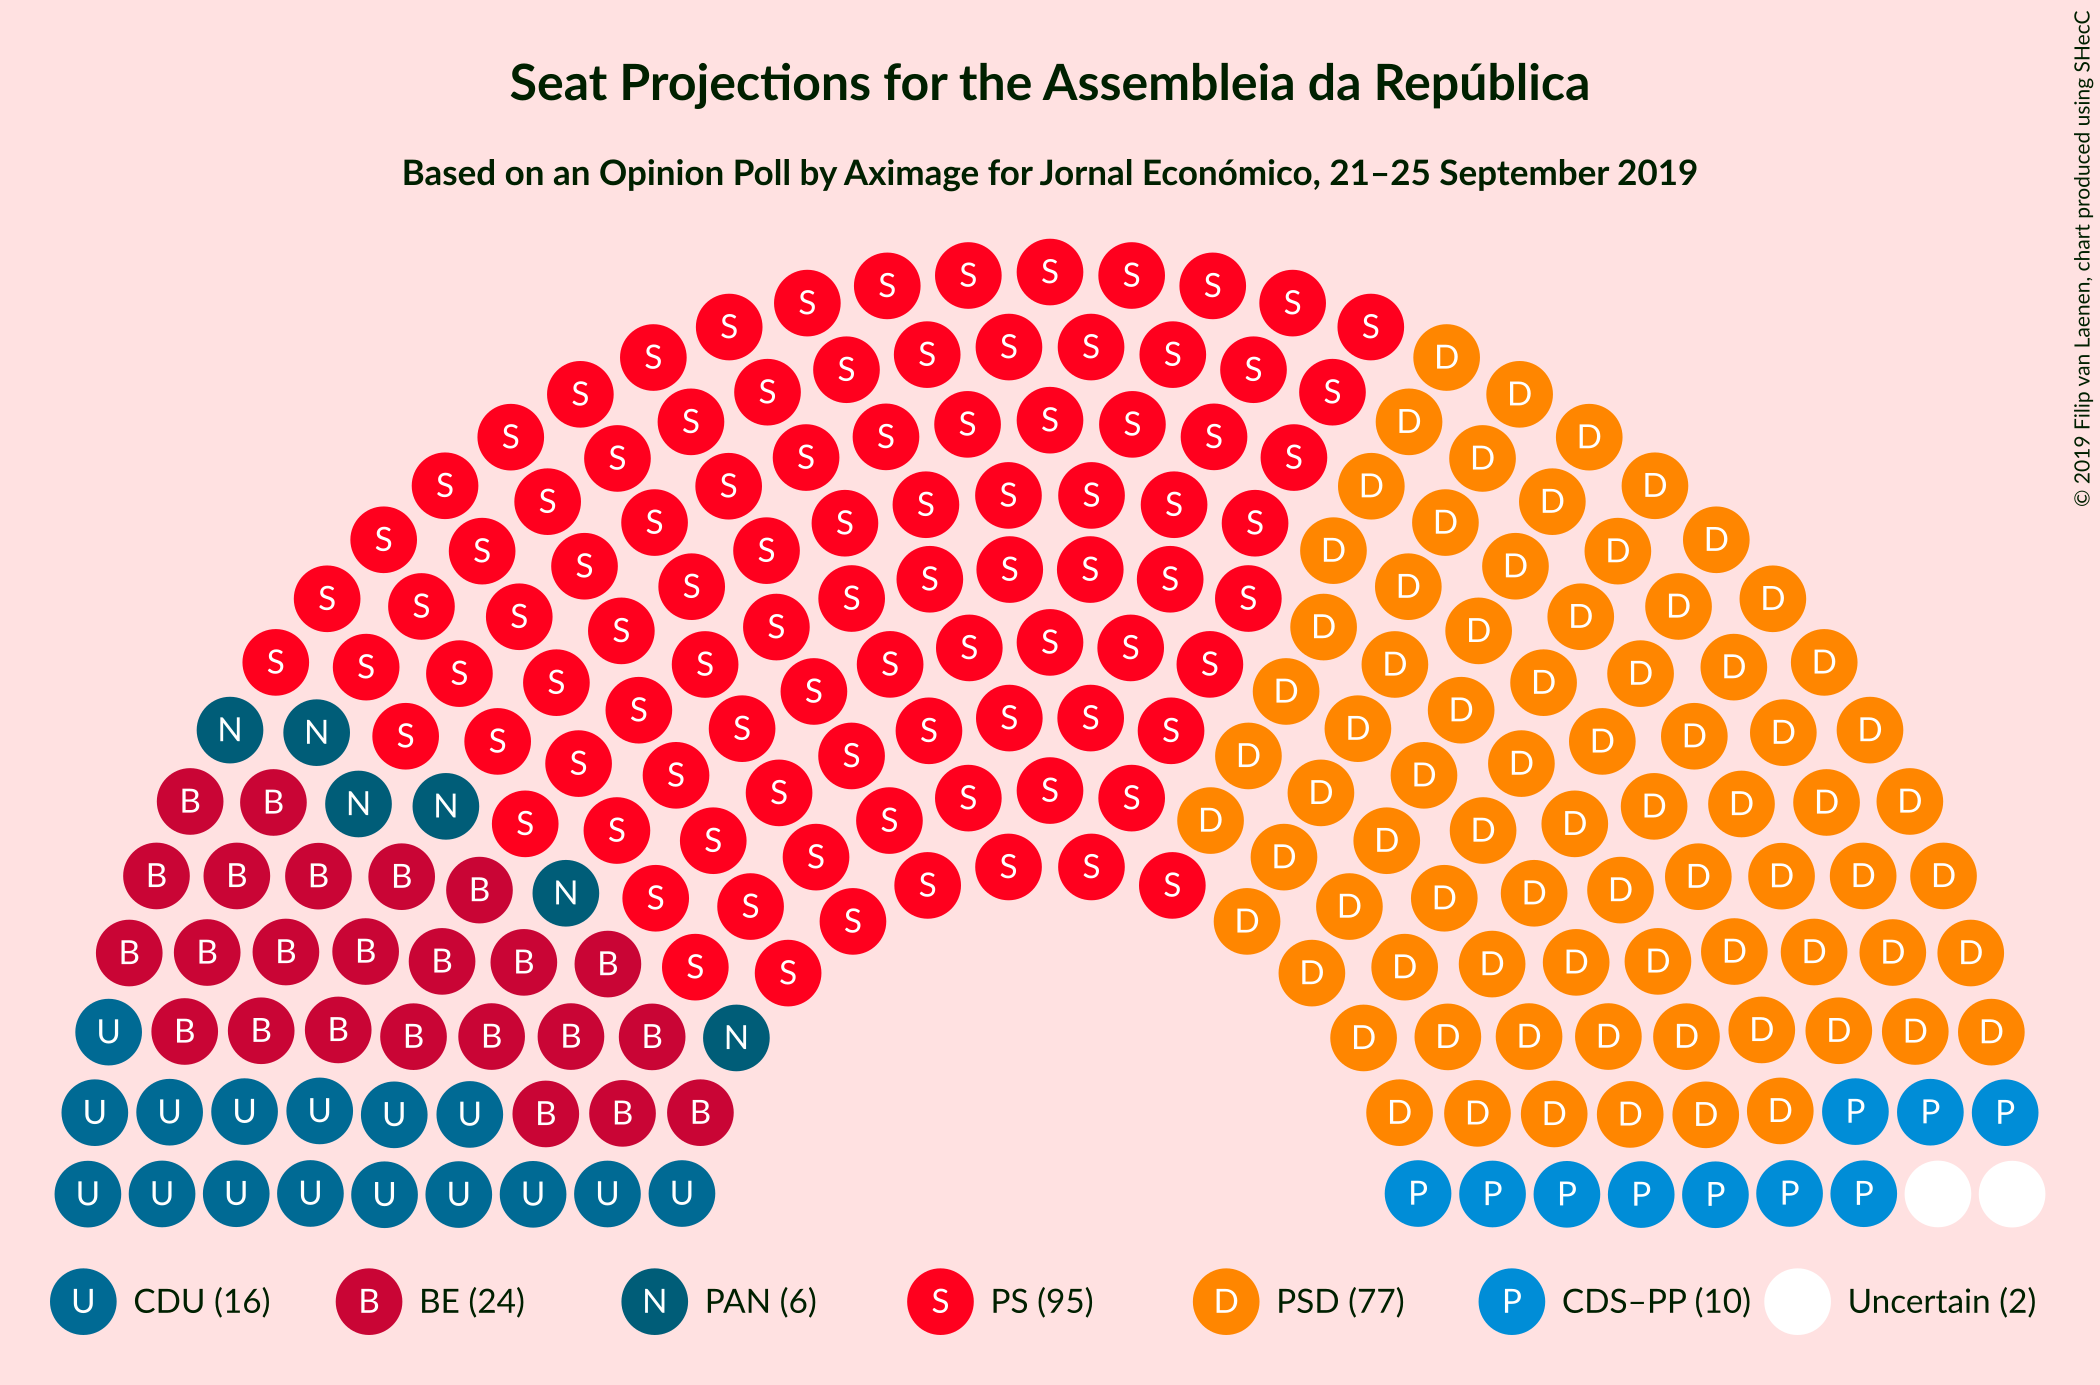 Seat Projections for the Assembleia da República
Based on an Opinion Poll by Aximage for Jornal Económico, 21–25 September 2019
© 2019 Filip van Laenen, chart produced using SHecC
S S S S S S S S S D
S S S S S S S S S S D D
S S S S S S S S S S D D D
S S S S S S S S S S D D D D
U CDU (16) B BE (24) N PAN (6) S PS (95) D PSD (77) P CDS–PP (10) Uncertain (2)